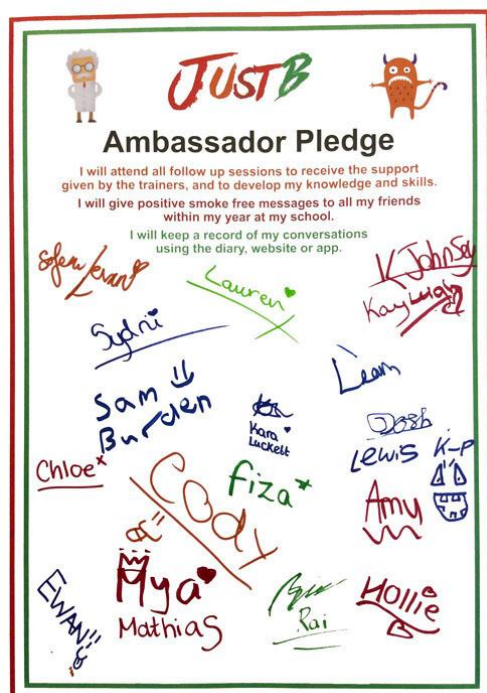 JUSTB
Ambassador Pledge
I will attend all follow up sessions to receive the support
given by the trainers, and to develop my knowledge and skills.
I will give positive smoke free messages to all my friends
within my year at my school.
I will keep a record of my conversations
using the diary, website or app.
Lauren
K Johnson
Kayleigh
Sydni
Leam
Sam
Burden
Kara
Luckett
Josh
Lewis K-P
Chloe
Cody
fiza
Amy
Mya
Mathias
EWAN
Rai
Hollie